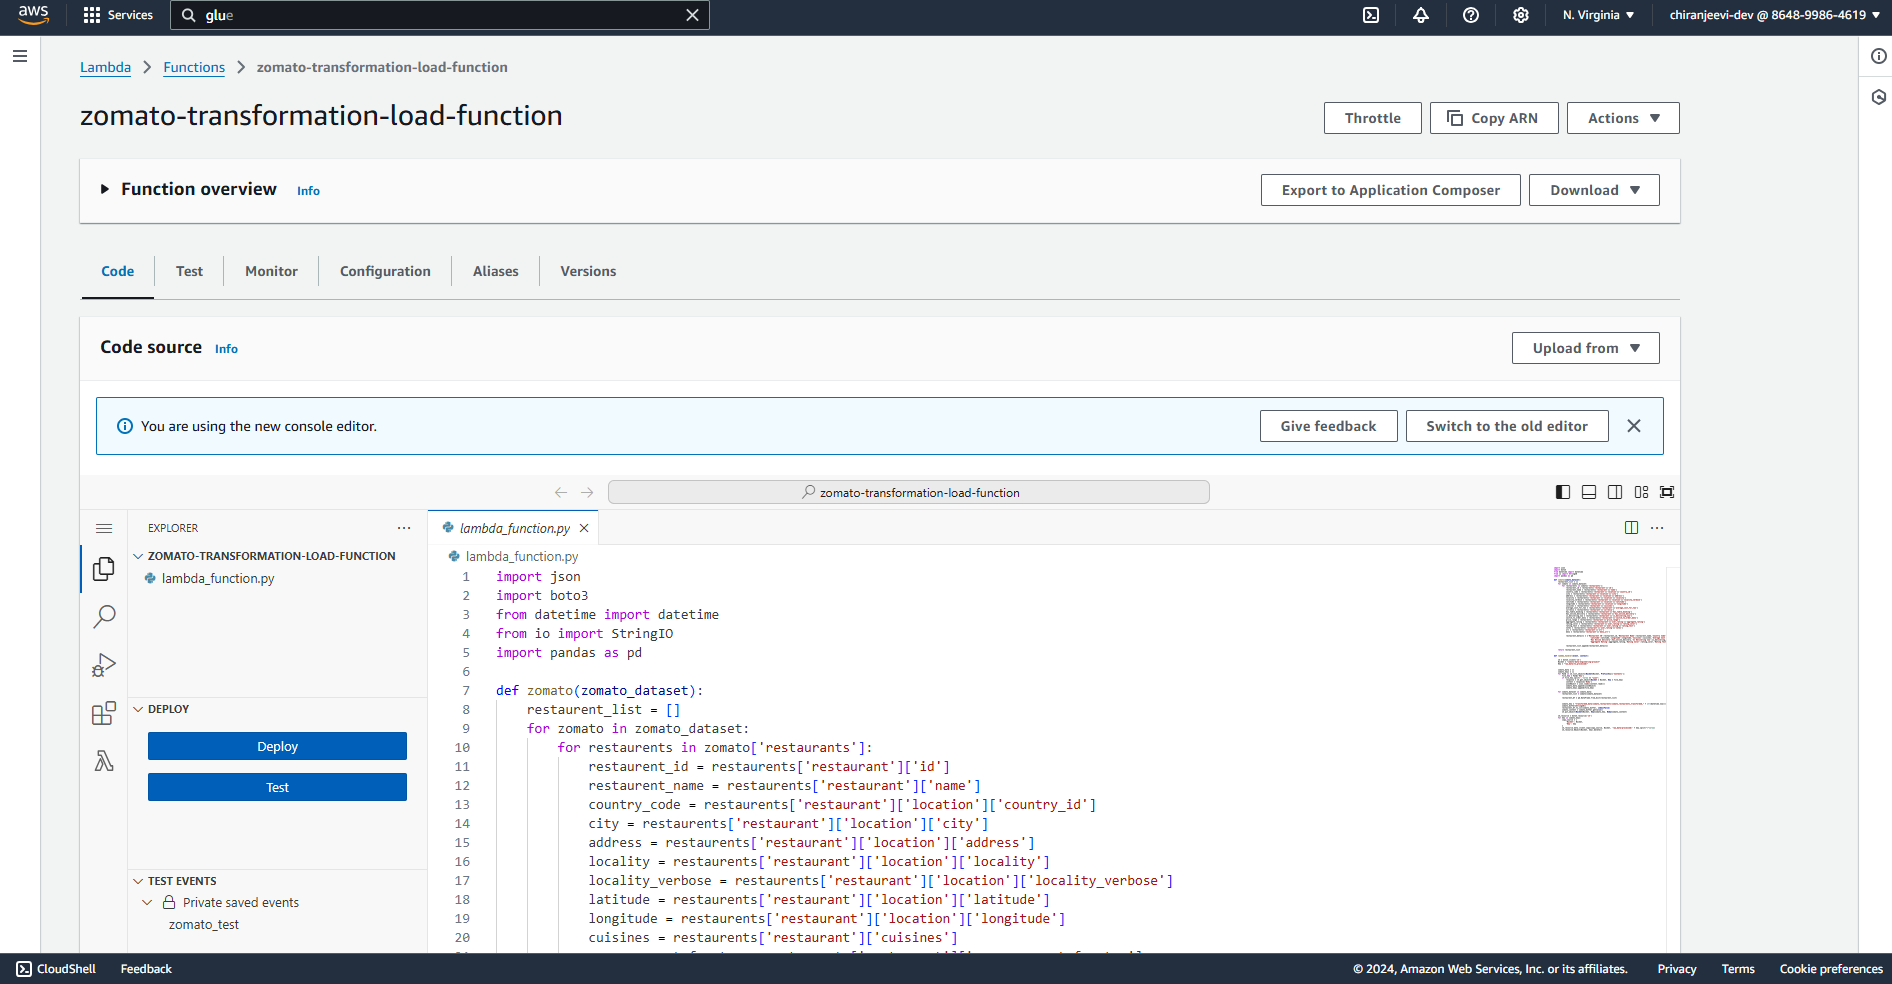 aws Services glue N. Virginia chiranjeevi-dev @ 8648-9986-4619
Lambda Functions zomato-transformation-load-function
zomato-transformation-load-function
Throttle Copy ARN Actions
Function overview Info Export to Application Composer Download
Code Test Monitor Configuration Aliases Versions
Code source Info Upload from
You are using the new console editor. Give feedback Switch to the old editor
zomato-transformation-load-function
EXPLORER
ZOMATO-TRANSFORMATION-LOAD-FUNCTION
lambda_function.py
DEPLOY
Deploy
Test
TEST EVENTS
Private saved events
zomato_test
lambda_function.py
lambda_function.py
1 import json
2 import boto3
3 from datetime import datetime
4 from io import StringIO
5 import pandas as pd
6
7 def zomato(zomato_dataset):
8 restaurent_list = []
9 for zomato in zomato_dataset:
10 for restaurents in zomato['restaurants']:
11 restaurent_id = restaurents['restaurant']['id']
12 restaurent_name = restaurents['restaurant']['name']
13 country_code = restaurents['restaurant']['location']['country_id']
14 city = restaurents['restaurant']['location']['city']
15 address = restaurents['restaurant']['location']['address']
16 locality = restaurents['restaurant']['location']['locality']
17 locality_verbose = restaurents['restaurant']['location']['locality_verbose']
18 latitude = restaurents['restaurant']['location']['latitude']
19 longitude = restaurents['restaurant']['location']['longitude']
20 cuisines = restaurents['restaurant']['cuisines']
CloudShell Feedback © 2024, Amazon Web Services, Inc. or its affiliates. Privacy Terms Cookie preferences